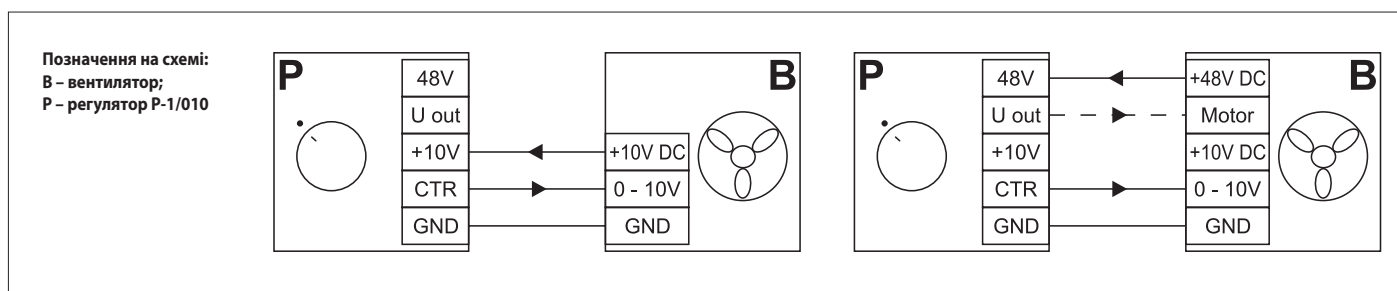 Позначення на схемі:
В – вентилятор;
Р – регулятор Р-1/010
Р
48V
U out
+10V
CTR
GND
В
+10V DC
0 - 10V
GND
Р
48V
U out
+10V
CTR
GND
В
+48V DC
Motor
+10V DC
0 - 10V
GND